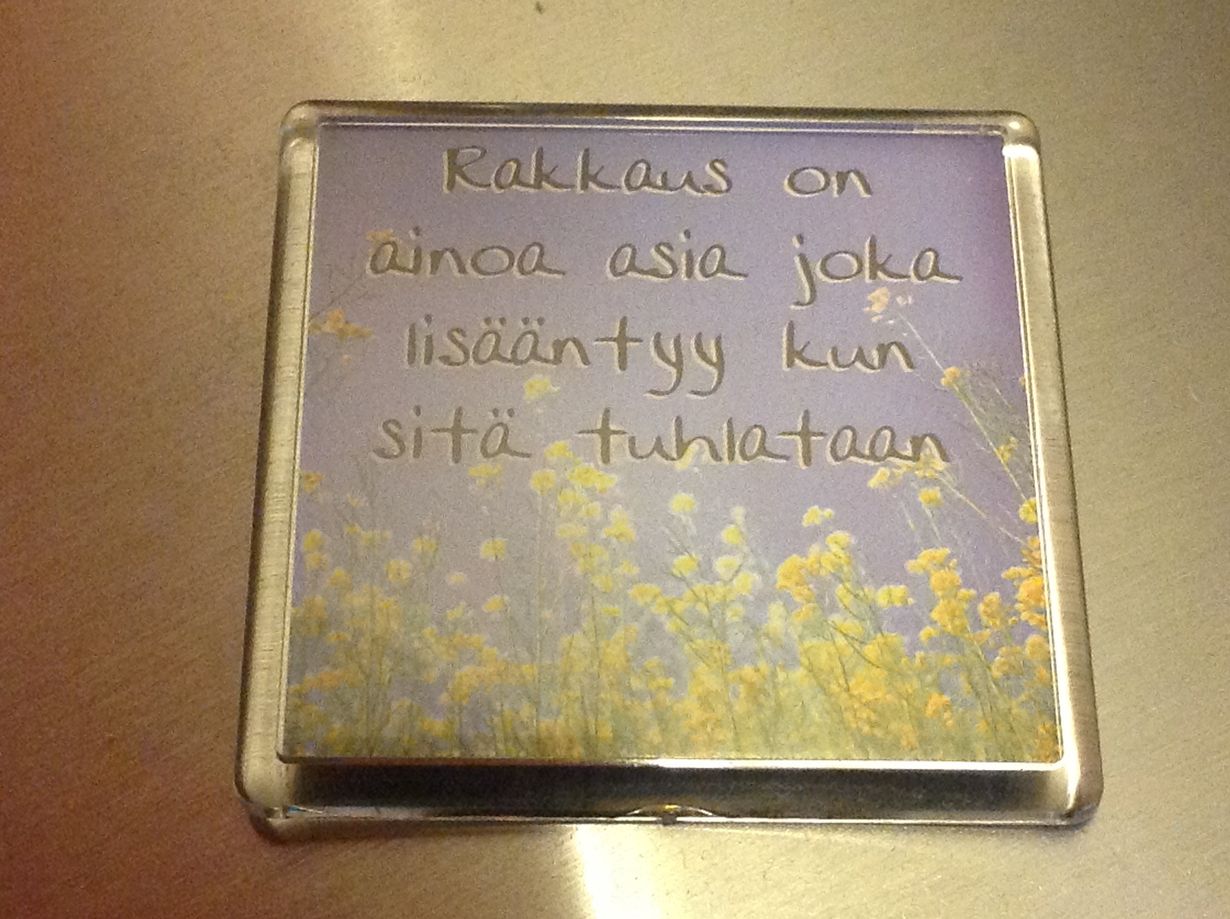 Rakkaus on
ainoa asia joka
lisääntyy kun
sitä tuhlataan